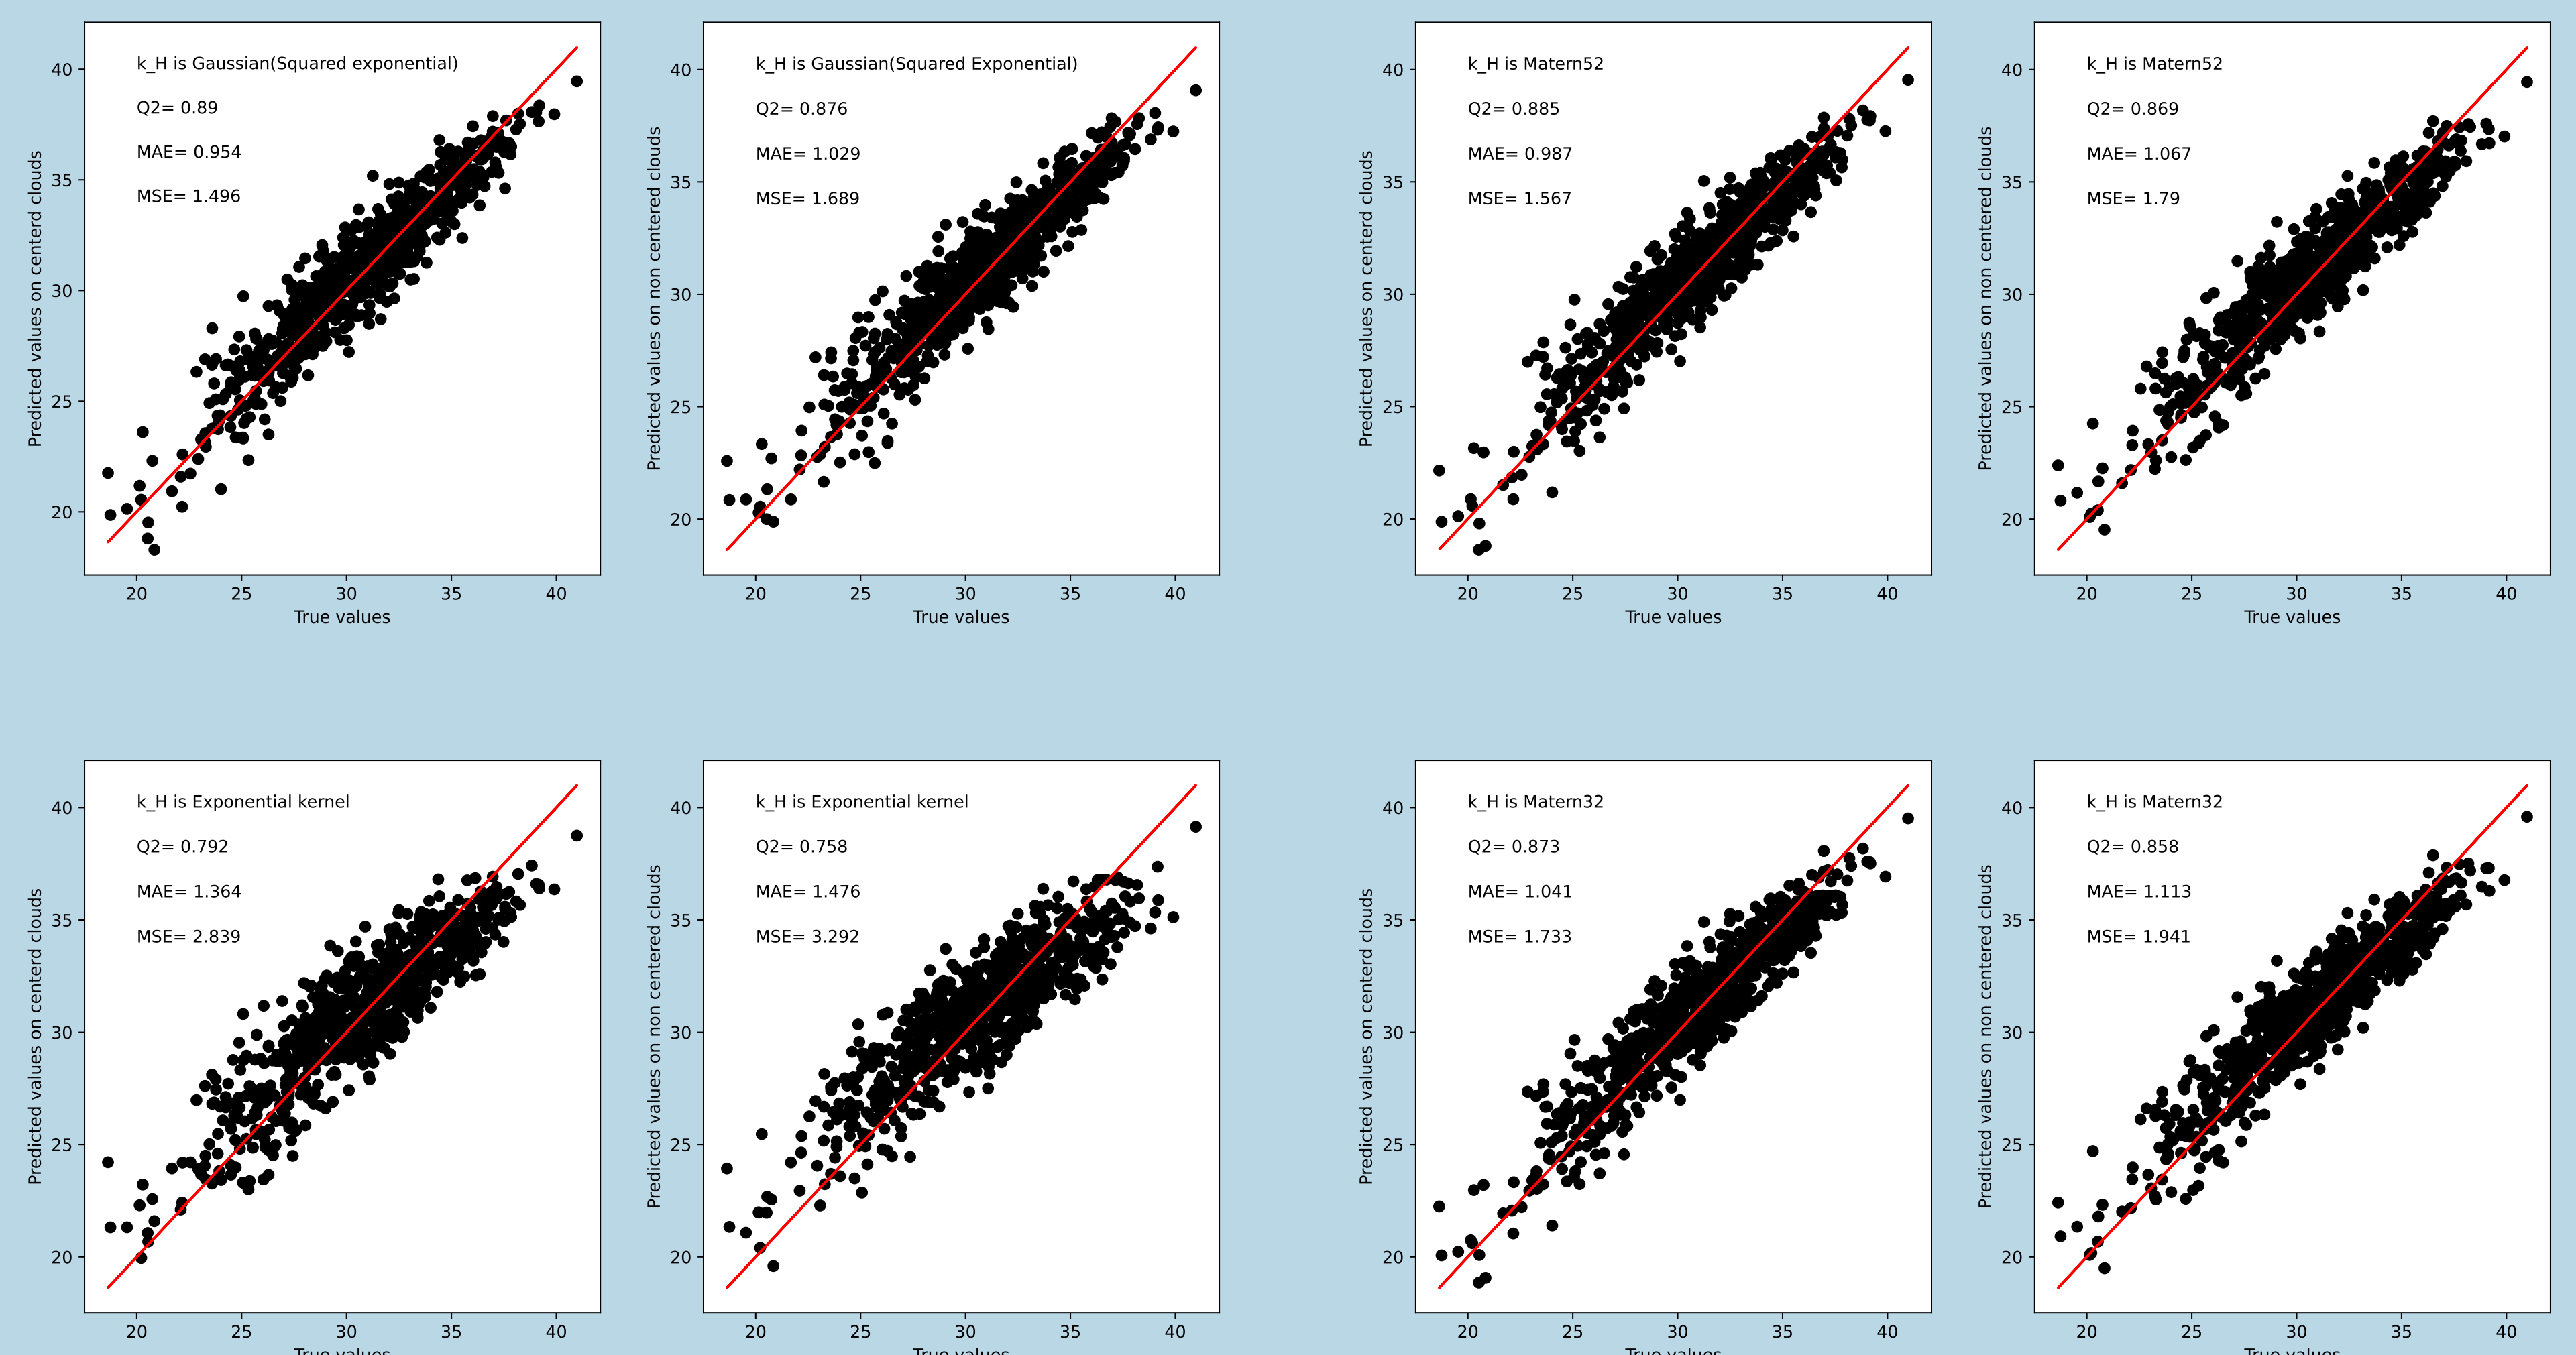 k_H is Gaussian(Squared exponential)
Q2= 0.89
MAE= 0.954
MSE= 1.496
40
35
30
25
20
20 25 30 35 40
True values
Predicted values on centerd clouds
k_H is Gaussian(Squared Exponential)
Q2= 0.876
MAE= 1.029
MSE= 1.689
40
35
30
25
20
20 25 30 35 40
True values
Predicted values on non centered clouds
k_H is Matern52
Q2= 0.885
MAE= 0.987
MSE= 1.567
40
35
30
25
20
20 25 30 35 40
True values
Predicted values on centerd clouds
k_H is Matern52
Q2= 0.869
MAE= 1.067
MSE= 1.79
40
35
30
25
20
20 25 30 35 40
True values
Predicted values on non centered clouds
k_H is Exponential kernel
Q2= 0.792
MAE= 1.364
MSE= 2.839
40
35
30
25
20
20 25 30 35 40
True values
Predicted values on centerd clouds
k_H is Exponential kernel
Q2= 0.758
MAE= 1.476
MSE= 3.292
40
35
30
25
20
20 25 30 35 40
True values
Predicted values on non centered clouds
k_H is Matern32
Q2= 0.873
MAE= 1.041
MSE= 1.733
40
35
30
25
20
20 25 30 35 40
True values
Predicted values on centerd clouds
k_H is Matern32
Q2= 0.858
MAE= 1.113
MSE= 1.941
40
35
30
25
20
20 25 30 35 40
True values
Predicted values on non centered clouds